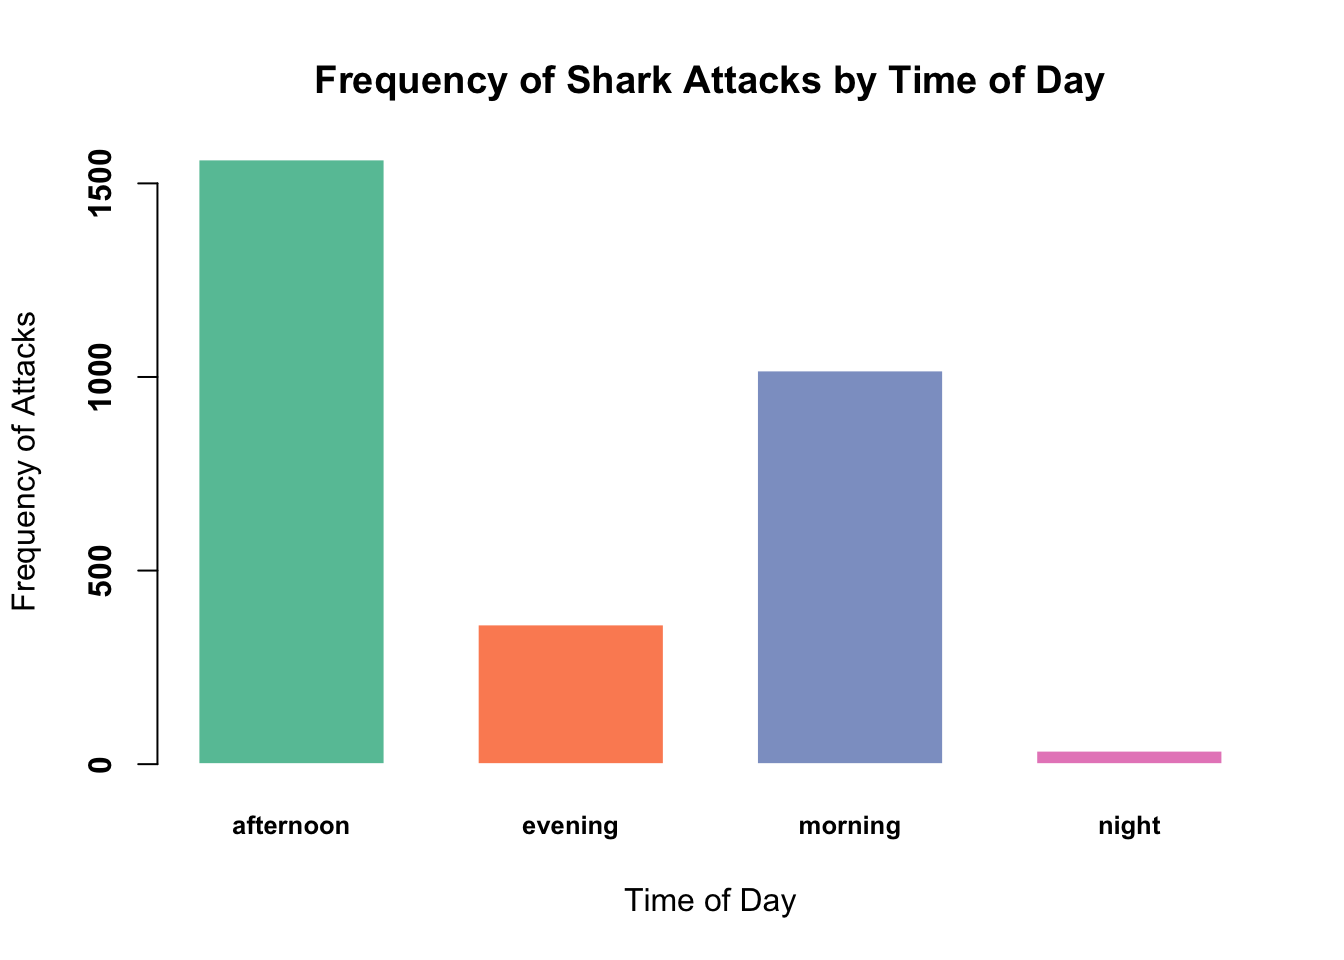 Frequency of Shark Attacks by Time of Day
Frequency of Attacks
1500
1000
500
0
afternoon evening morning night
Time of Day